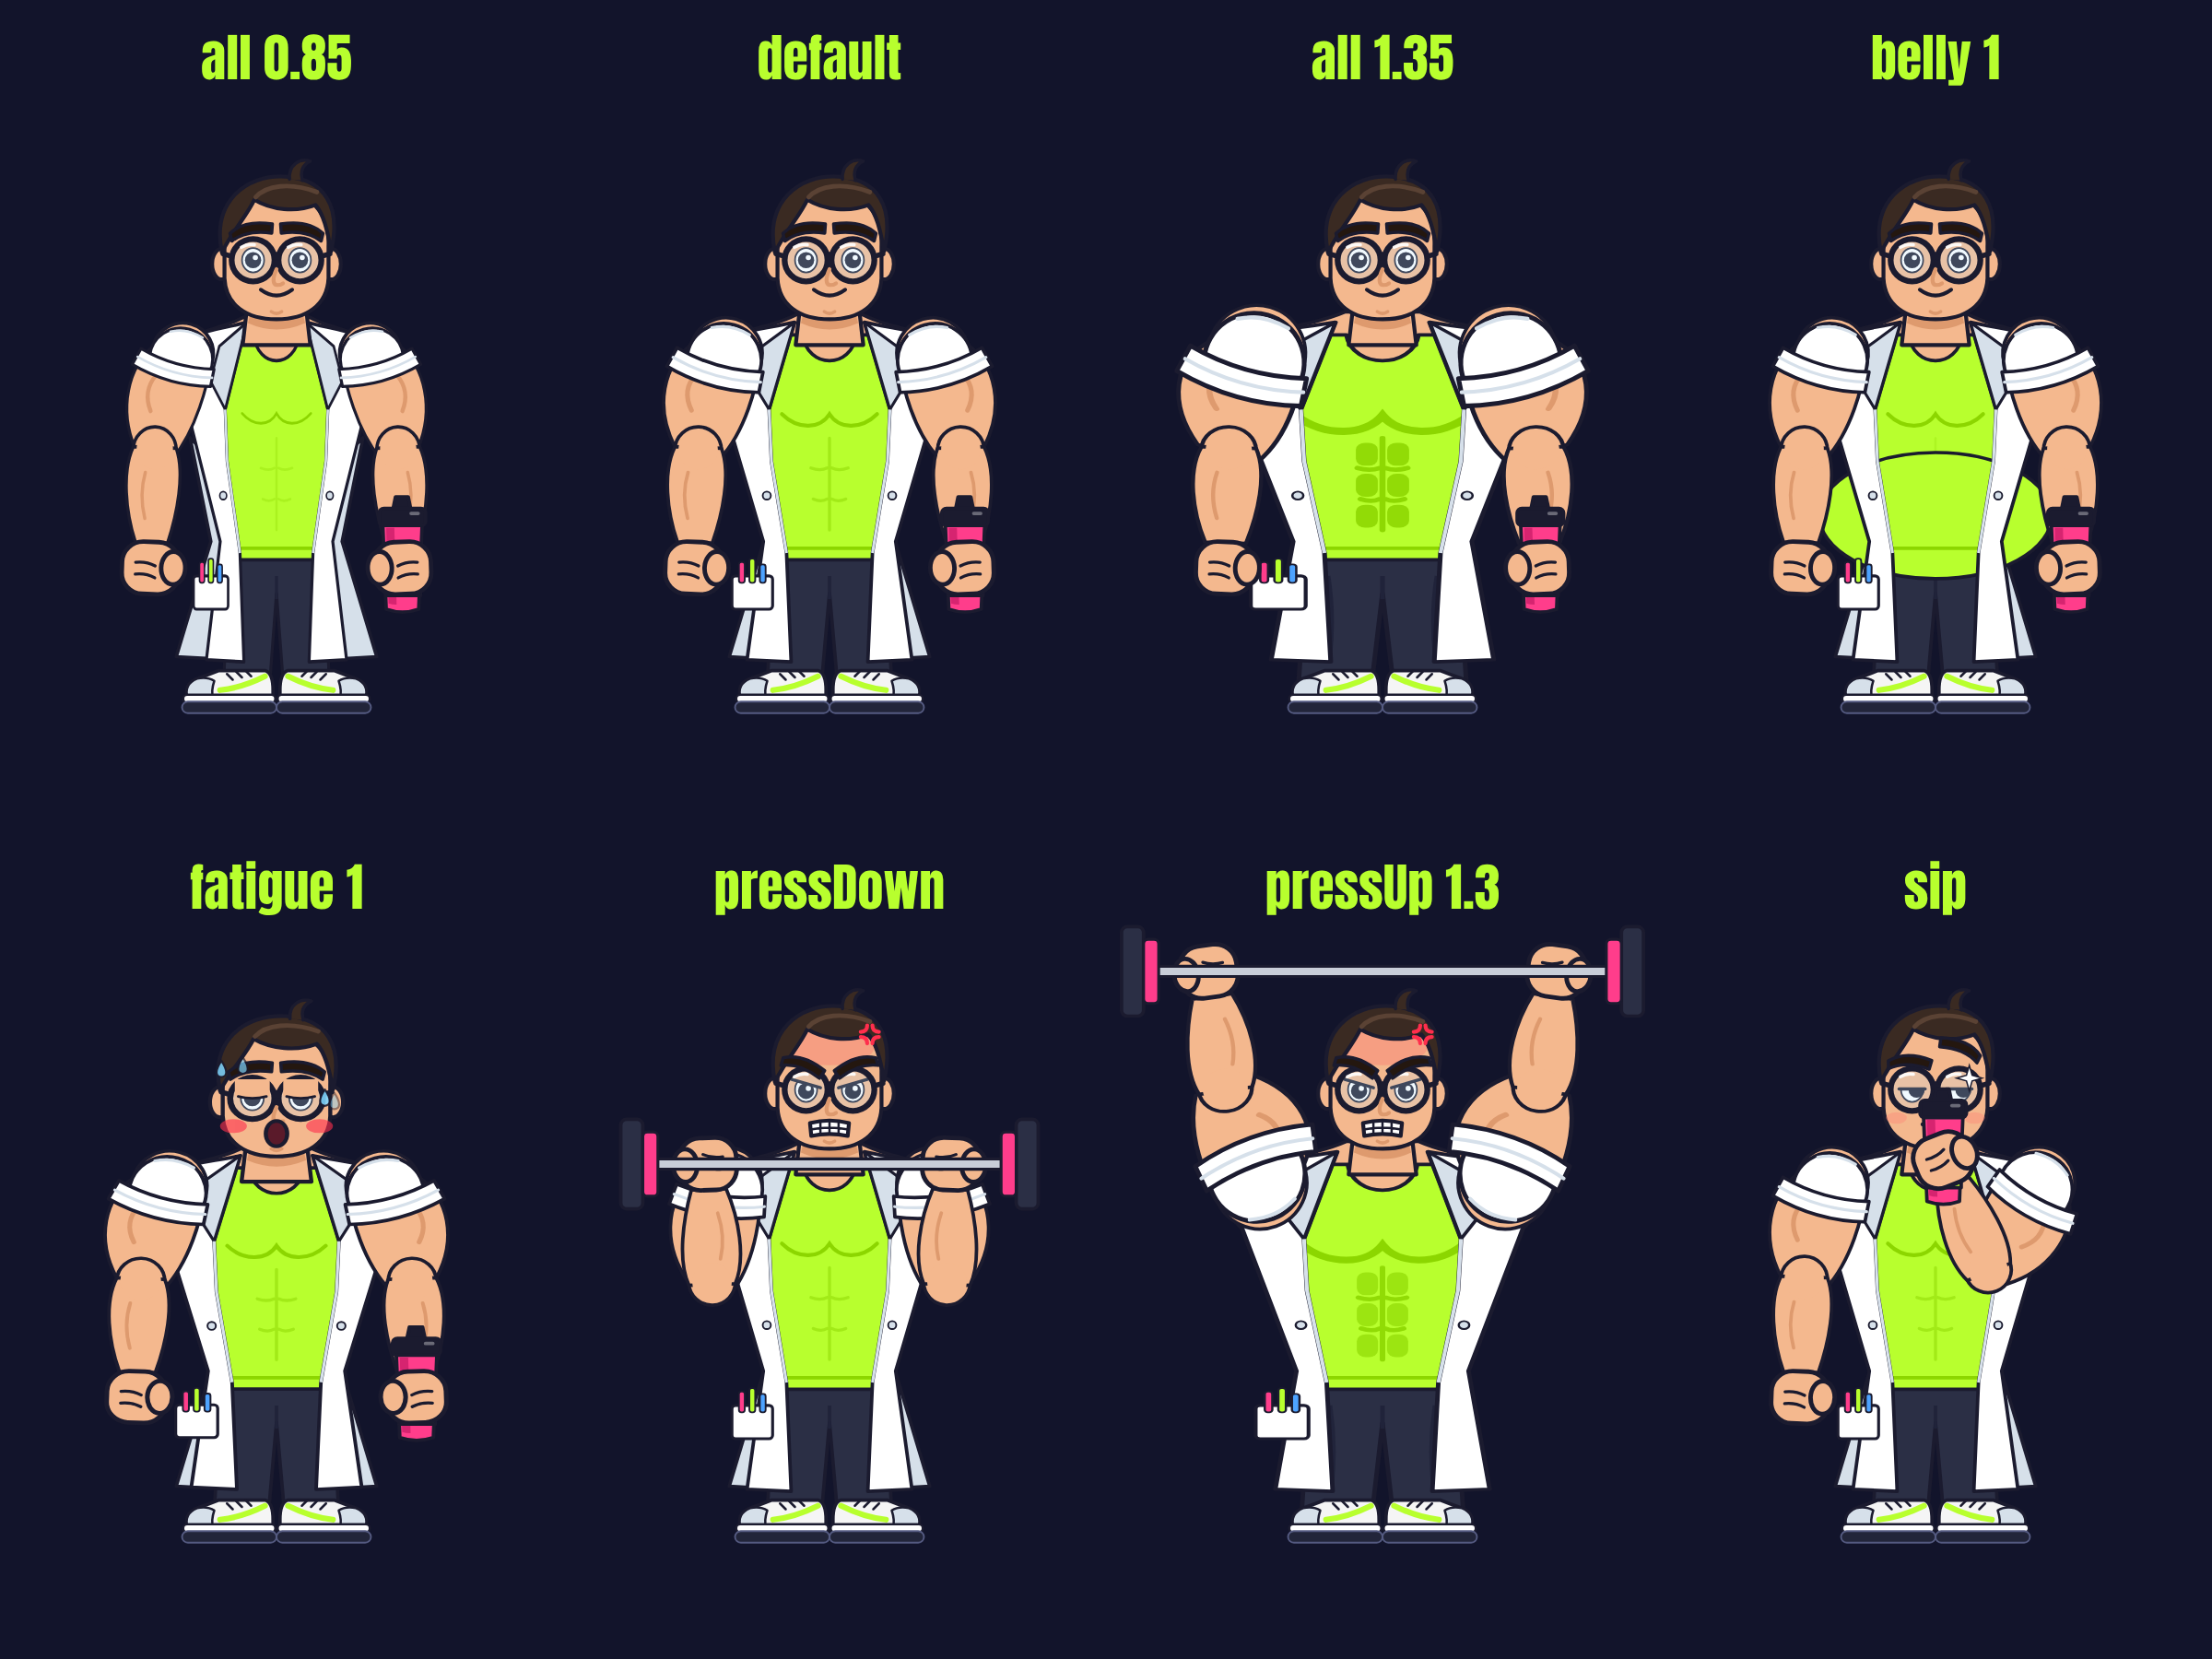 all 0.85
default
all 1.35
belly 1
fatigue 1
pressDown
pressUp 1.3
sip